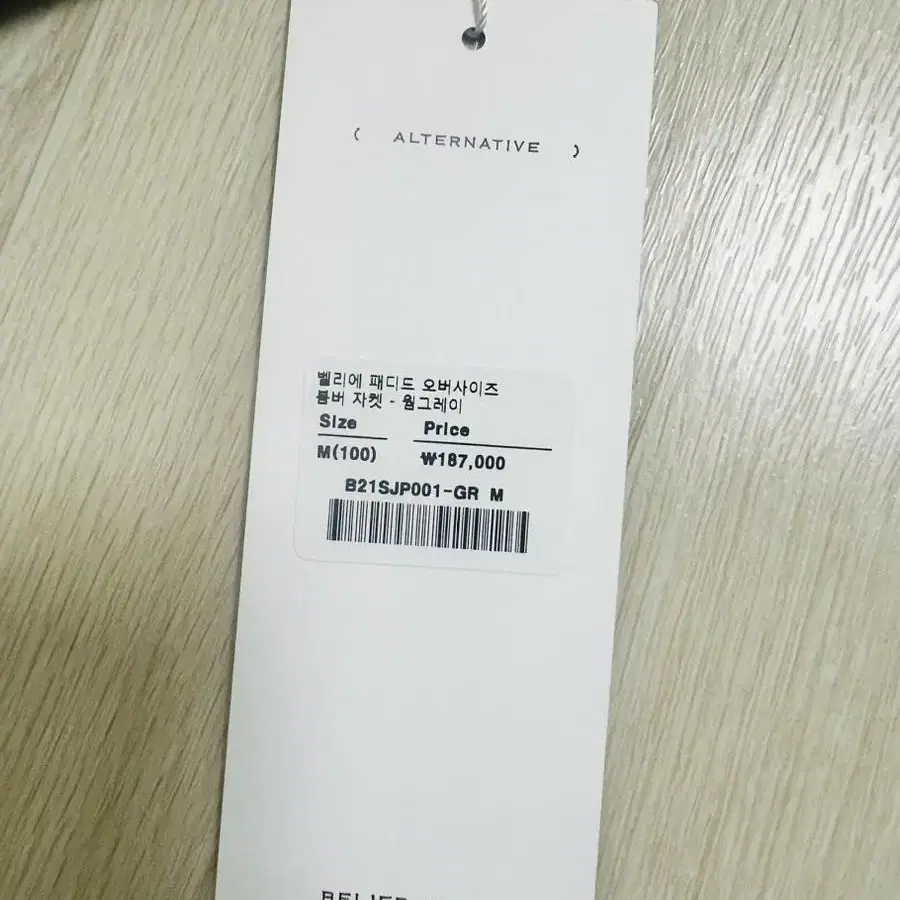 ( ALTERNATIVE )
벨리에 패디드 오버사이즈
봄버 자켓 - 웜그레이
Size Price
M(100) ₩187,000
B21SJP001-GR M